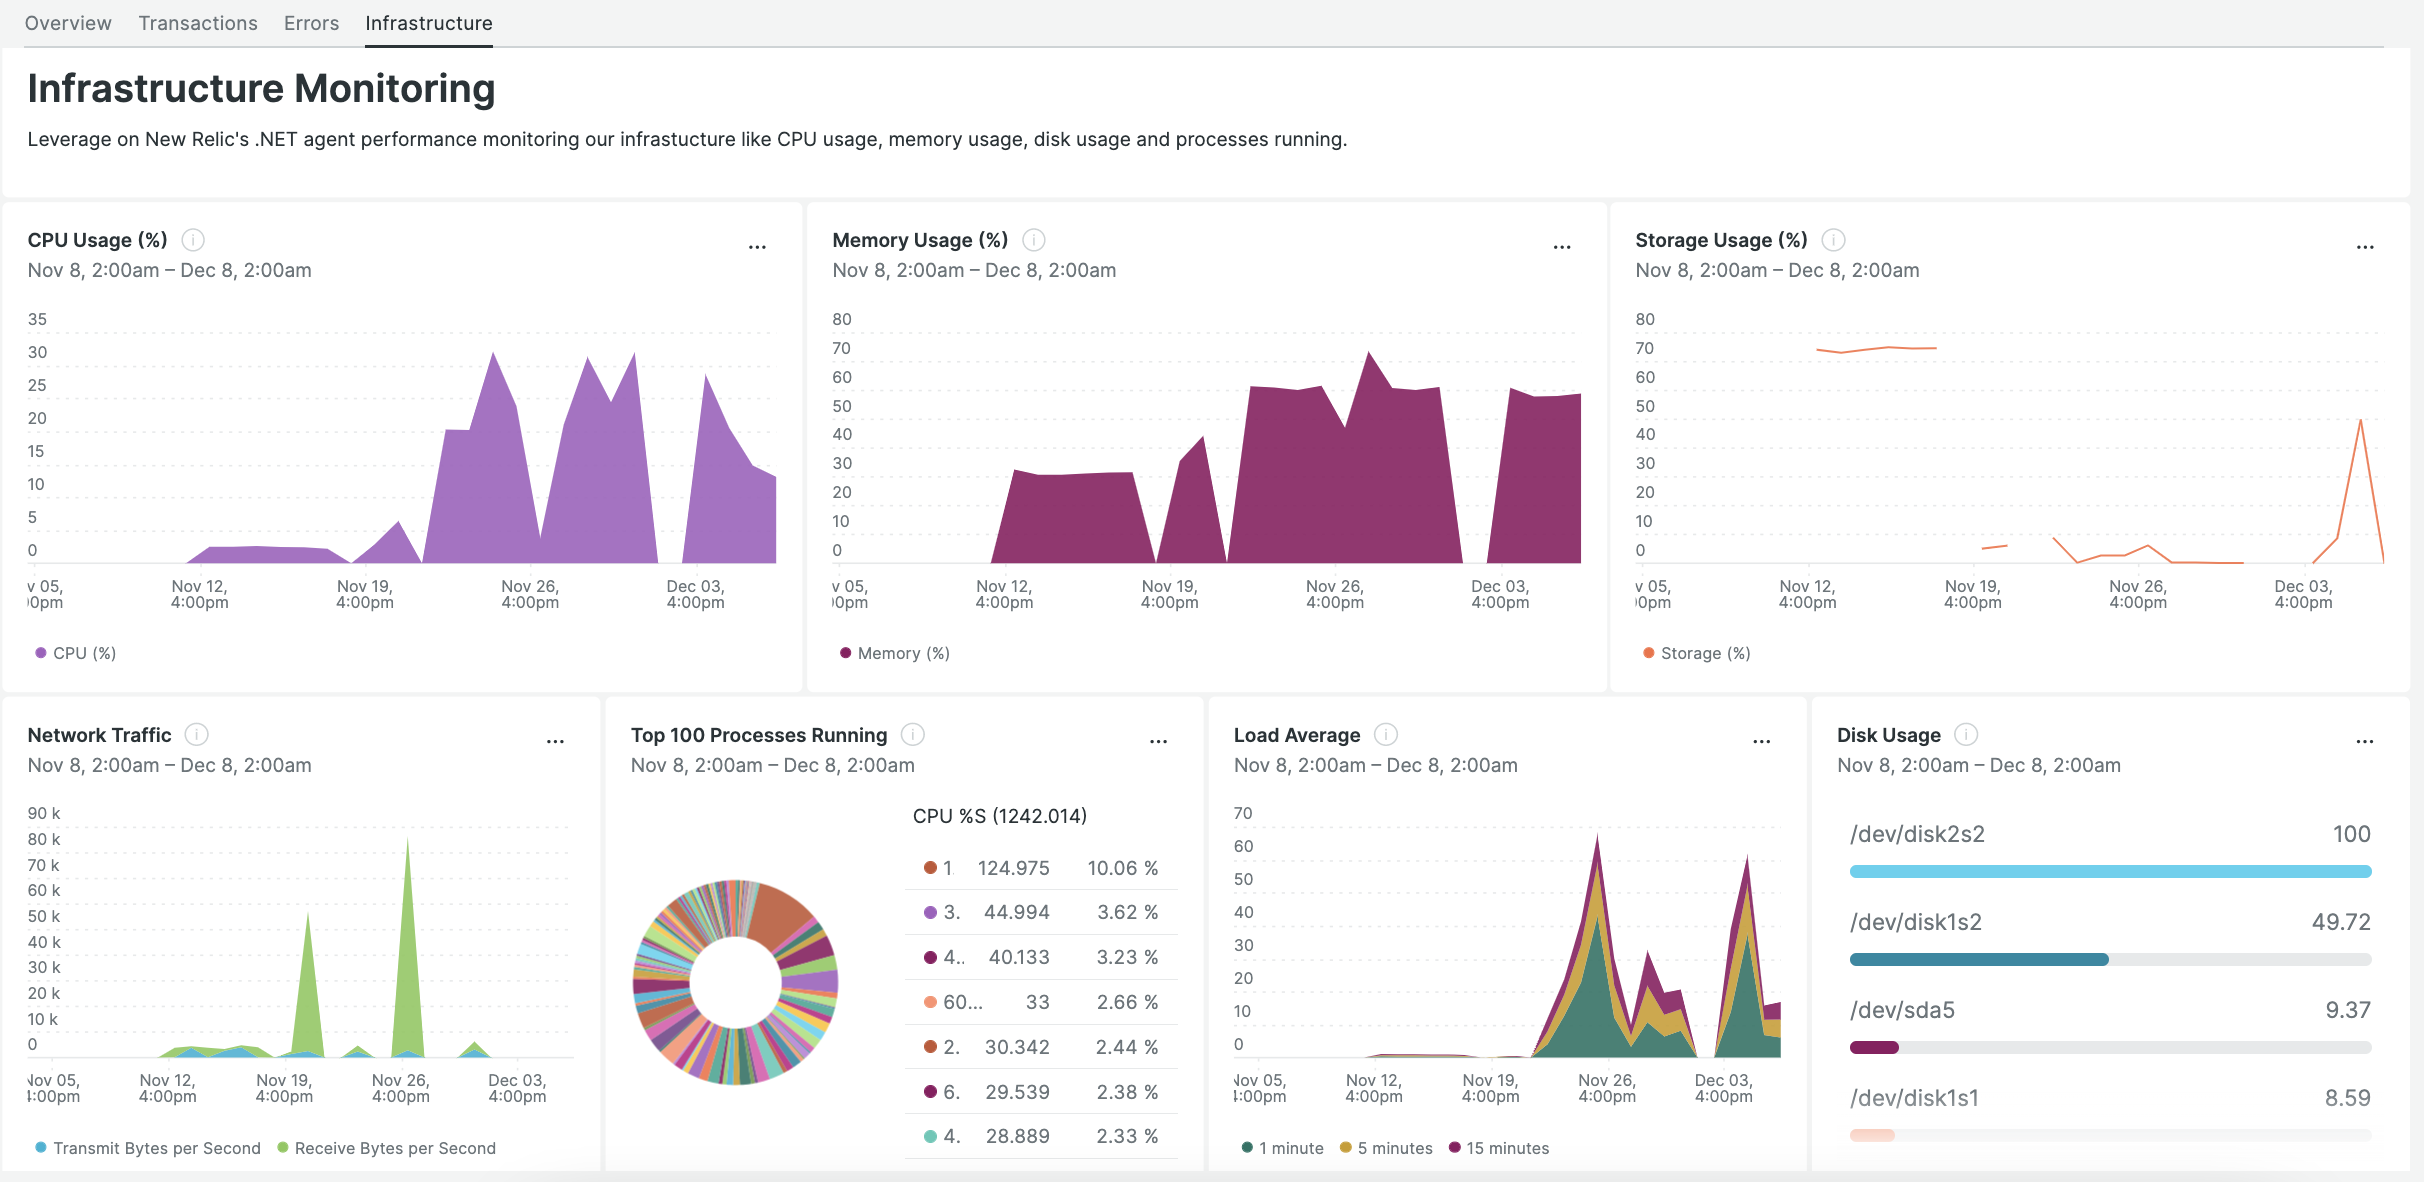 Overview Transactions Errors Infrastructure
Infrastructure Monitoring
Leverage on New Relic's .NET agent performance monitoring our infrastucture like CPU usage, memory usage, disk usage and processes running.
CPU Usage (%)
Nov 8, 2:00am – Dec 8, 2:00am
35
30
25
20
15
10
5
0
v 05, Nov 12, Nov 19, Nov 26, Dec 03,
00pm 4:00pm 4:00pm 4:00pm 4:00pm
CPU (%)
Memory Usage (%)
Nov 8, 2:00am – Dec 8, 2:00am
80
70
60
50
40
30
20
10
0
v 05, Nov 12, Nov 19, Nov 26, Dec 03,
00pm 4:00pm 4:00pm 4:00pm 4:00pm
Memory (%)
Storage Usage (%)
Nov 8, 2:00am – Dec 8, 2:00am
80
70
60
50
40
30
20
10
0
v 05, Nov 12, Nov 19, Nov 26, Dec 03,
00pm 4:00pm 4:00pm 4:00pm 4:00pm
Storage (%)
Network Traffic
Nov 8, 2:00am – Dec 8, 2:00am
90 k
80 k
70 k
60 k
50 k
40 k
30 k
20 k
10 k
0
Nov 05, Nov 12, Nov 19, Nov 26, Dec 03,
4:00pm 4:00pm 4:00pm 4:00pm 4:00pm
Transmit Bytes per Second Receive Bytes per Second
Top 100 Processes Running
Nov 8, 2:00am – Dec 8, 2:00am
CPU %S (1242.014)
1. 124.975 10.06 %
3. 44.994 3.62 %
4.. 40.133 3.23 %
60... 33 2.66 %
2. 30.342 2.44 %
6. 29.539 2.38 %
4. 28.889 2.33 %
Load Average
Nov 8, 2:00am – Dec 8, 2:00am
70
60
50
40
30
20
10
0
Nov 05, Nov 12, Nov 19, Nov 26, Dec 03,
4:00pm 4:00pm 4:00pm 4:00pm 4:00pm
1 minute 5 minutes 15 minutes
Disk Usage
Nov 8, 2:00am – Dec 8, 2:00am
/dev/disk2s2 100
/dev/disk1s2 49.72
/dev/sda5 9.37
/dev/disk1s1 8.59